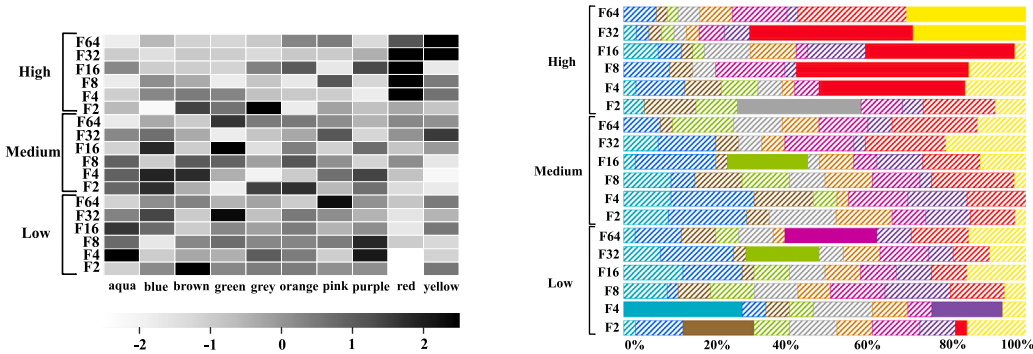 High
F64
F32
F16
F8
F4
F2
Medium
F64
F32
F16
F8
F4
F2
Low
F64
F32
F16
F8
F4
F2
aqua blue brown green grey orange pink purple red yellow
-2 -1 0 1 2
High
F64
F32
F16
F8
F4
F2
Medium
F64
F32
F16
F8
F4
F2
Low
F64
F32
F16
F8
F4
F2
0% 20% 40% 60% 80% 100%